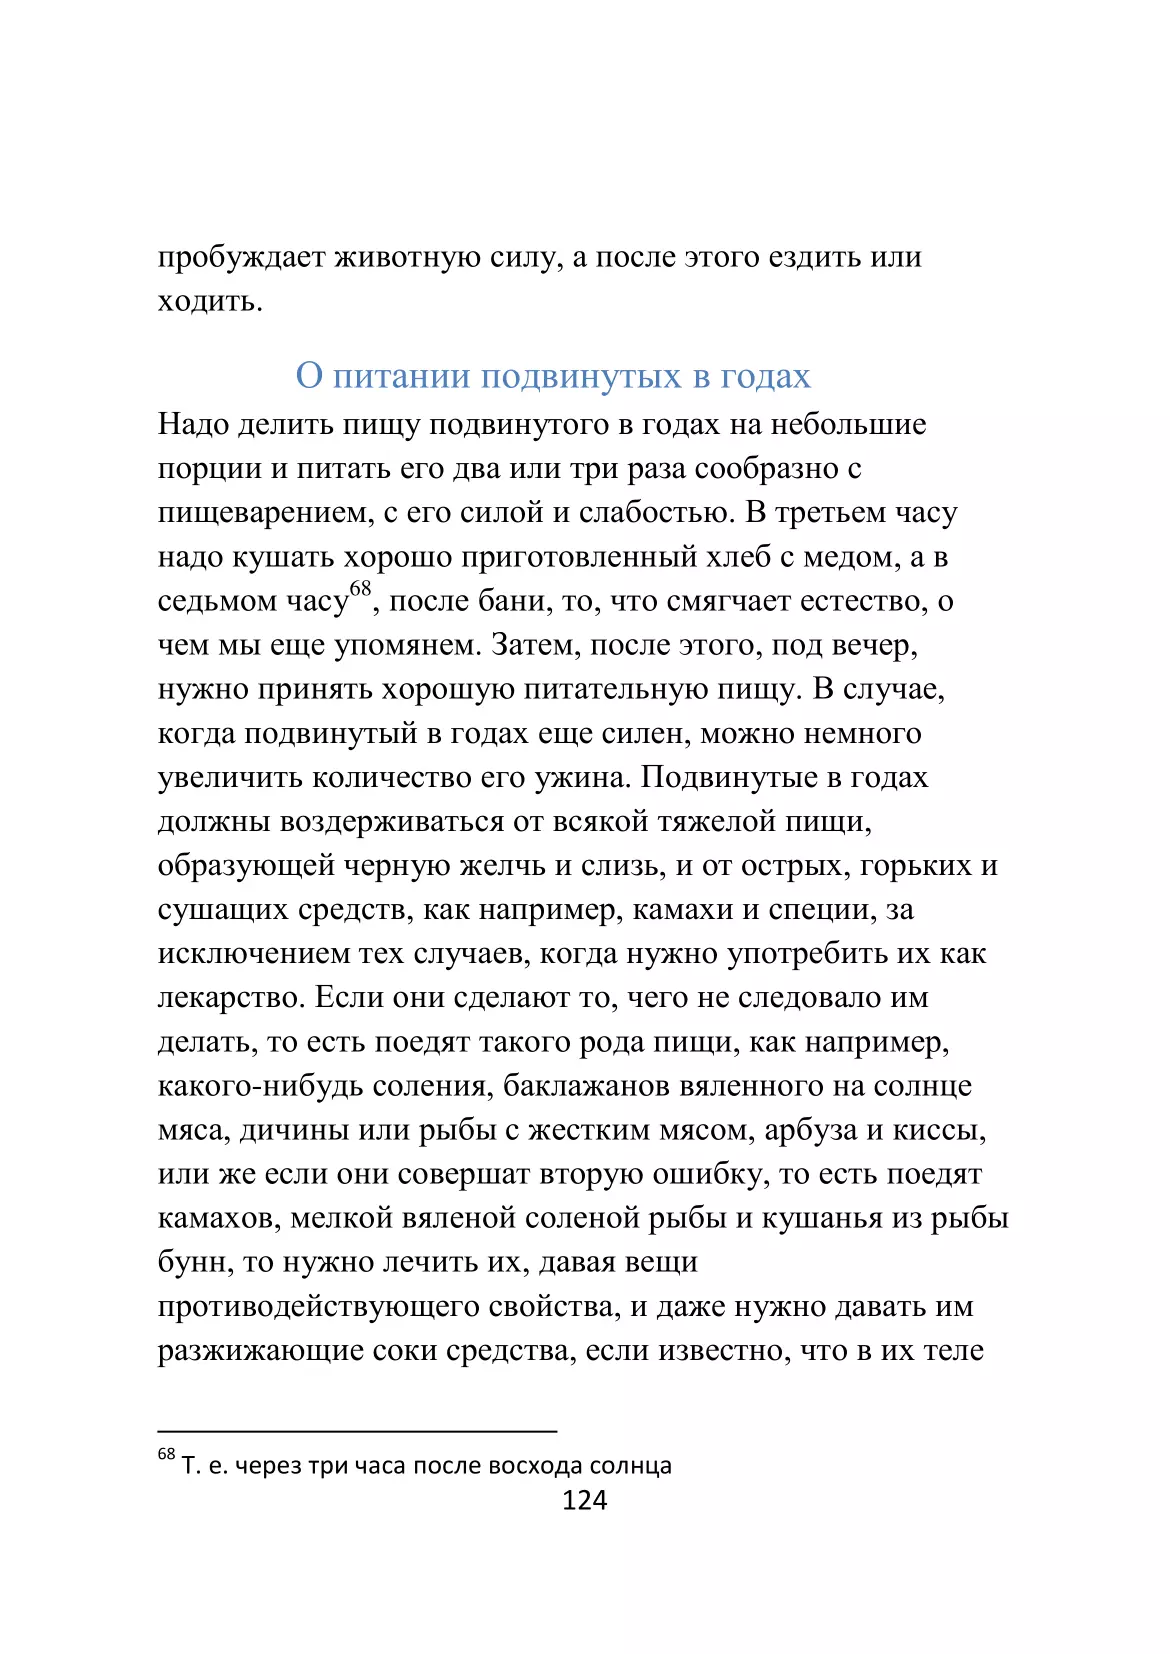 пробуждает животную силу, а после этого ездить или
ходить.
О питании подвинутых в годах
Надо делить пищу подвинутого в годах на небольшие
порции и питать его два или три раза сообразно с
пищеварением, с его силой и слабостью. В третьем часу
надо кушать хорошо приготовленный хлеб с медом, а в
седьмом часу68, после бани, то, что смягчает естество, о
чем мы еще упомянем. Затем, после этого, под вечер,
нужно принять хорошую питательную пищу. В случае,
когда подвинутый в годах еще силен, можно немного
увеличить количество его ужина. Подвинутые в годах
должны воздерживаться от всякой тяжелой пищи,
образующей черную желчь и слизь, и от острых, горьких и
сушащих средств, как например, камахи и специи, за
исключением тех случаев, когда нужно употребить их как
лекарство. Если они сделают то, чего не следовало им
делать, то есть поедят такого рода пищи, как например,
какого-нибудь соления, баклажанов вяленного на солнце
мяса, дичины или рыбы с жестким мясом, арбуза и киссы,
или же если они совершат вторую ошибку, то есть поедят
камахов, мелкой вяленой соленой рыбы и кушанья из рыбы
бунн, то нужно лечить их, давая вещи
противодействующего свойства, и даже нужно давать им
разжижающие соки средства, если известно, что в их теле
68 Т. е. через три часа после восхода солнца
124